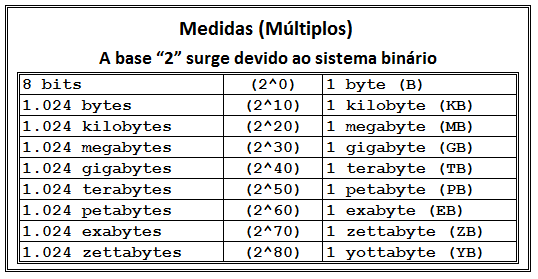 Medidas (Múltiplos)
A base “2” surge devido ao sistema binário
8 bits (2^0) 1 byte (B)
1.024 bytes (2^10) 1 kilobyte (KB)
1.024 kilobytes (2^20) 1 megabyte (MB)
1.024 megabytes (2^30) 1 gigabyte (GB)
1.024 gigabytes (2^40) 1 terabyte (TB)
1.024 terabytes (2^50) 1 petabyte (PB)
1.024 petabytes (2^60) 1 exabyte (EB)
1.024 exabytes (2^70) 1 zettabyte (ZB)
1.024 zettabytes (2^80) 1 yottabyte (YB)